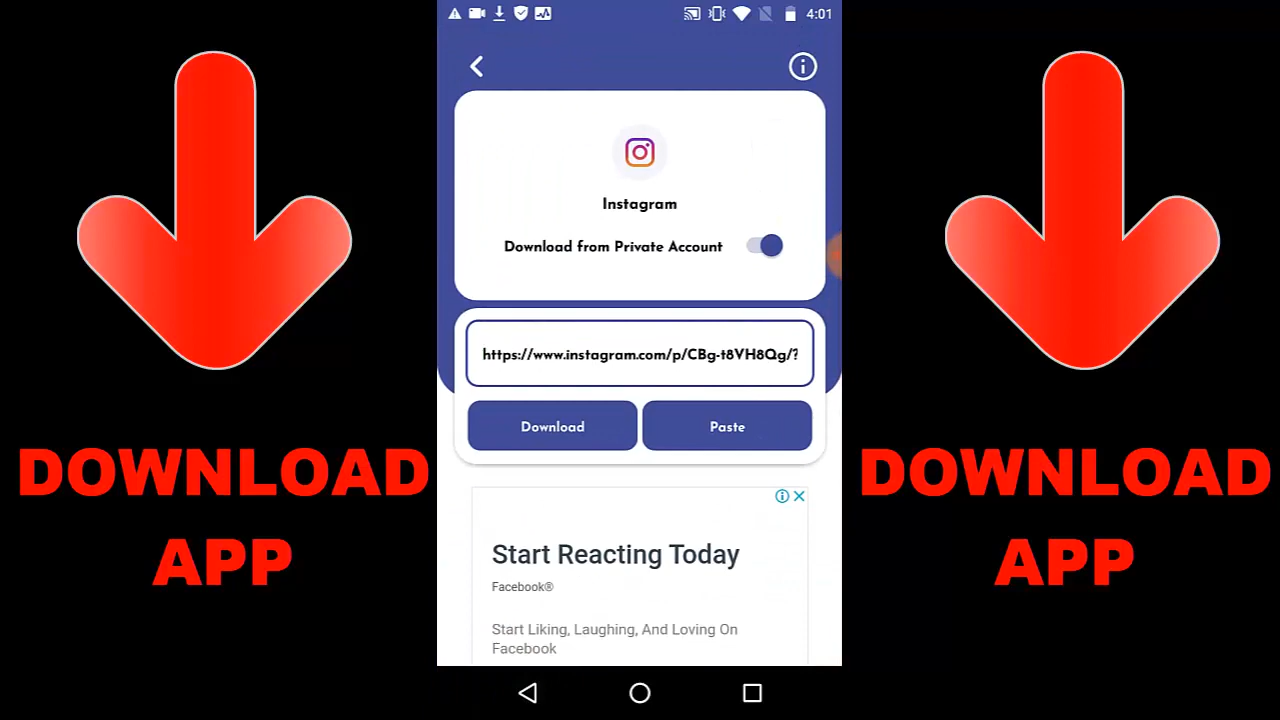 4:01
Instagram
Download from Private Account
https://www.instagram.com/p/CBg-t8VH8Qg/?
Download
Paste
Start Reacting Today
Facebook®
Start Liking, Laughing, And Loving On
Facebook
DOWNLOAD
APP
DOWNLOAD
APP